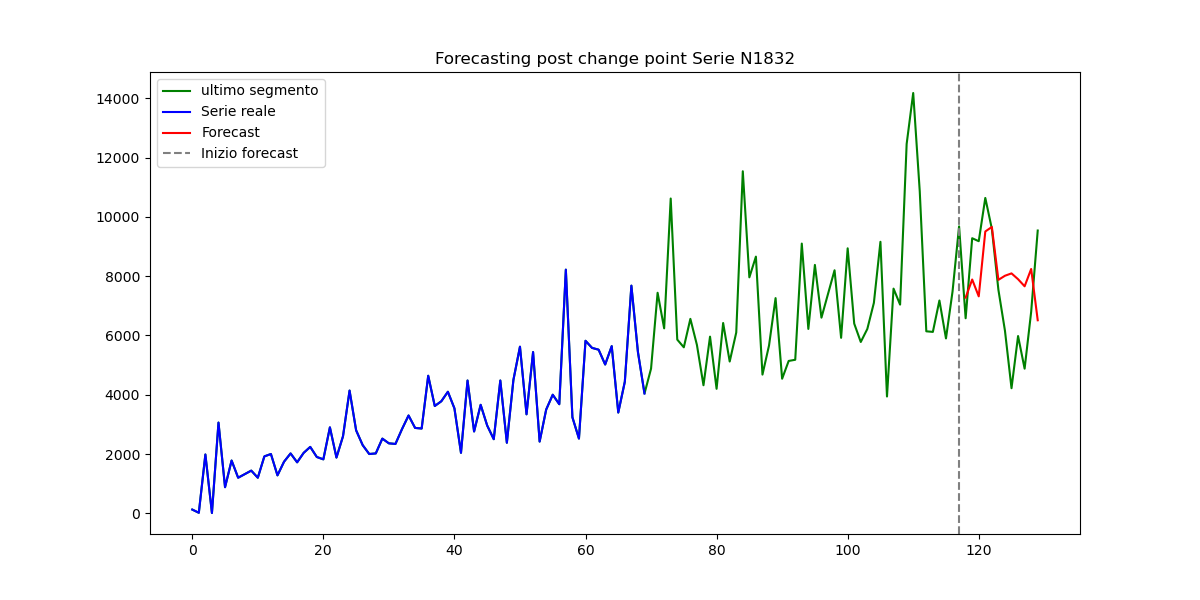 Forecasting post change point Serie N1832
ultimo segmento
Serie reale
Forecast
Inizio forecast
14000
12000
10000
8000
6000
4000
2000
0
0 20 40 60 80 100 120